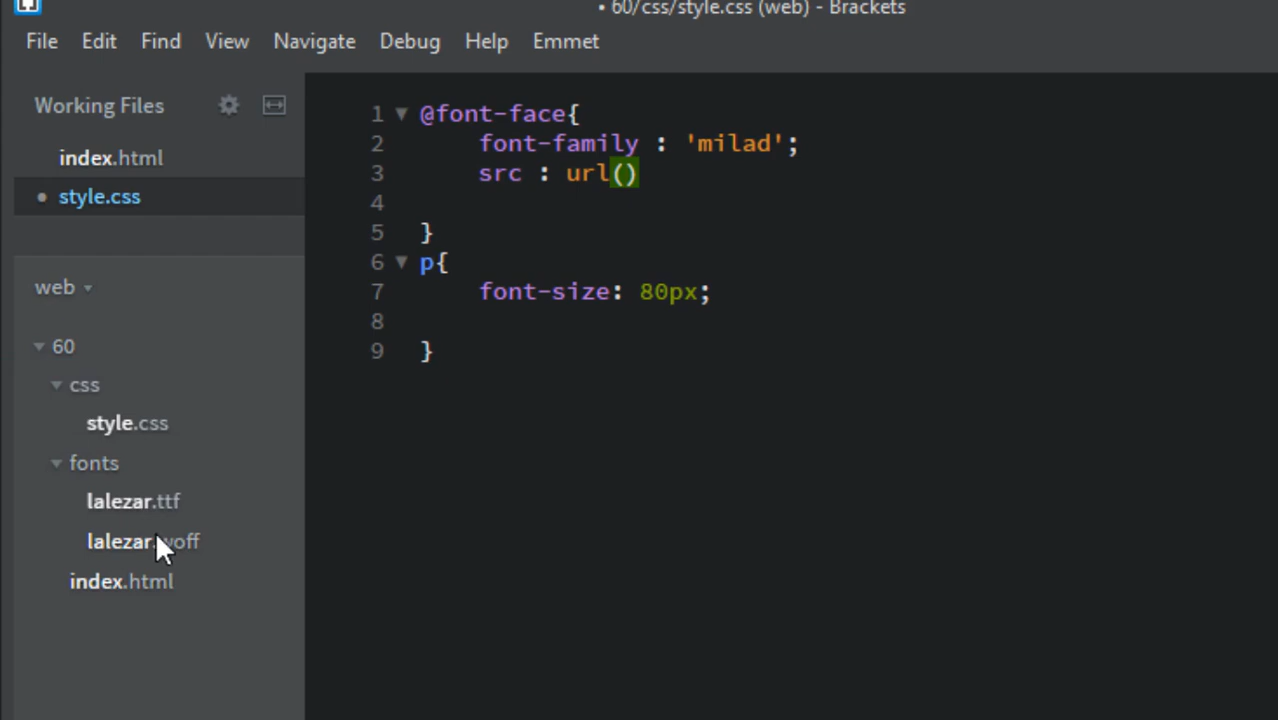 • 60/css/style.css (web) - Brackets
File Edit Find View Navigate Debug Help Emmet
Working Files
index.html
style.css
web
60
css
style.css
fonts
lalezar.ttf
lalezar.woff
index.html
1 @font-face{
2 font-family : 'milad';
3 src : url()
4
5 }
6 p{
7 font-size: 80px;
8
9 }